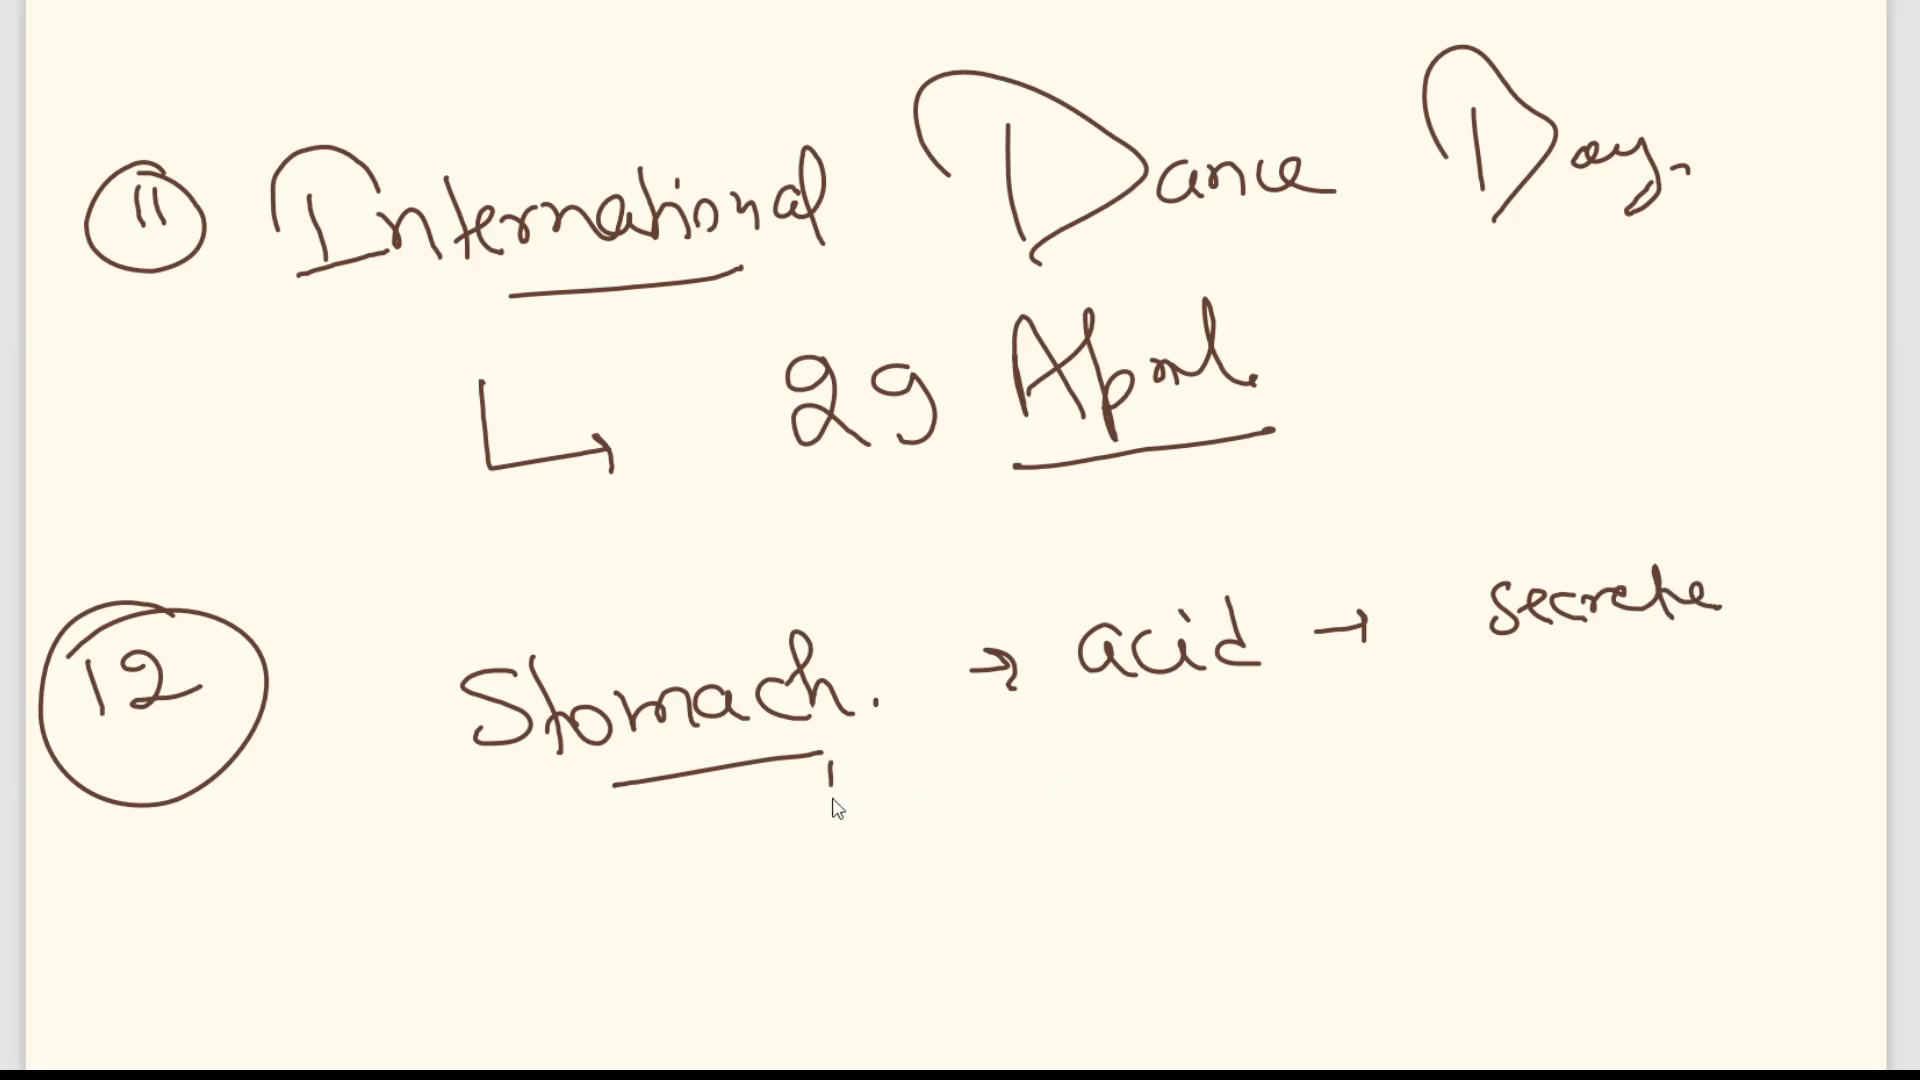 11 International Dance Day.
↳ 29 April.
12 Stomach. → acid → secrete